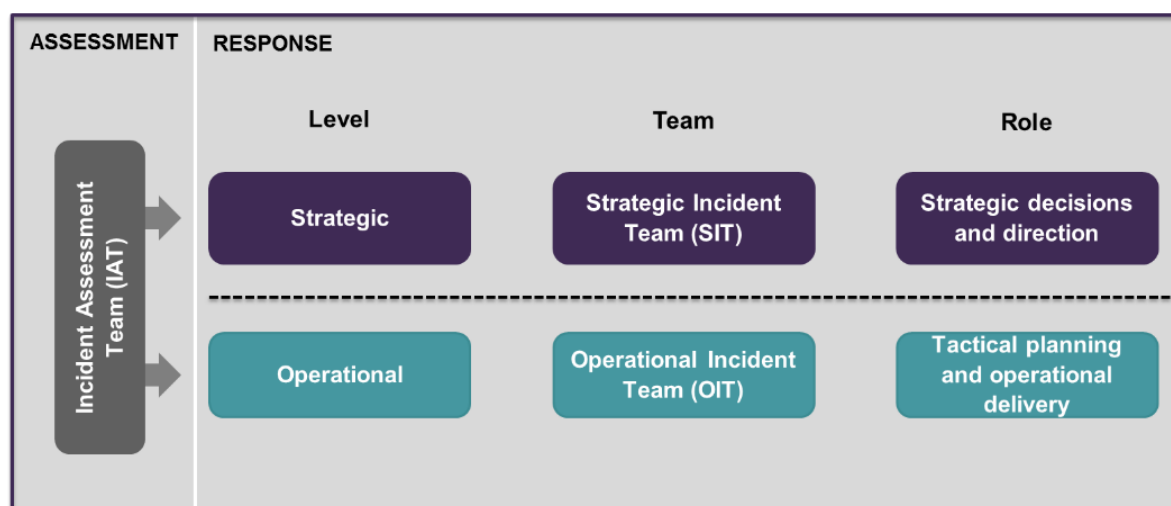 ASSESSMENT
RESPONSE
Level
Team
Role
Incident Assessment
Team (IAT)
Strategic
Strategic Incident
Team (SIT)
Strategic decisions
and direction
Operational
Operational Incident
Team (OIT)
Tactical planning
and operational
delivery